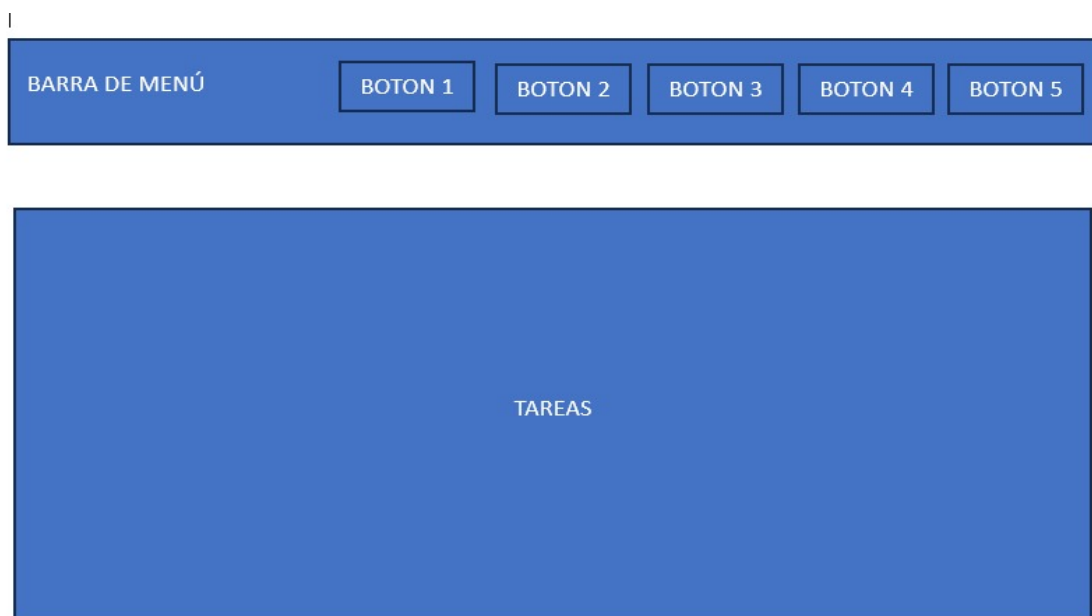 BARRA DE MENÚ
BOTON 1
BOTON 2
BOTON 3
BOTON 4
BOTON 5
TAREAS